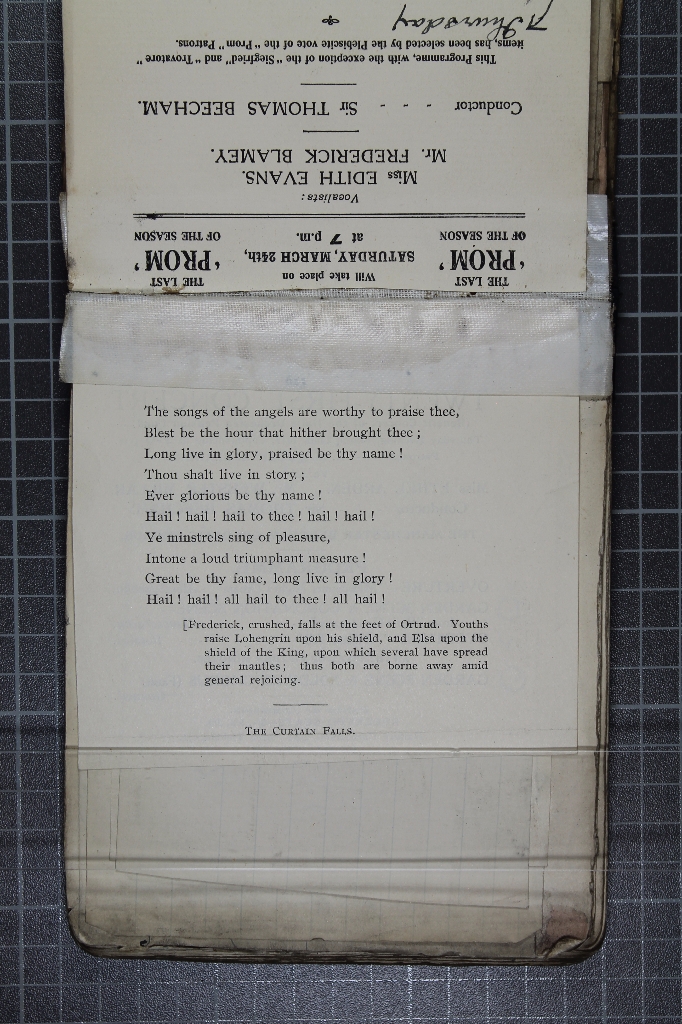 The songs of the angels are worthy to praise thee,
Blest be the hour that hither brought thee ;
Long live in glory, praised be thy name !
Thou shalt live in story ;
Ever glorious be thy name !
Hail ! hail ! hail to thee ! hail ! hail !
Ye minstrels sing of pleasure,
Intone a loud triumphant measure !
Great be thy fame, long live in glory !
Hail ! hail ! all hail to thee ! all hail !
[Frederick, crushed, falls at the feet of Ortrud. Youths
raise Lohengrin upon his shield, and Elsa upon the
shield of the King, upon which several have spread
their mantles ; thus both are borne away amid
general rejoicing.
THE CURTAIN FALLS.
THE LAST
'PROM'
OF THE SEASON
Will take place on
SATURDAY, MARCH 24th,
at 7 p.m.
THE LAST
'PROM'
OF THE SEASON
Vocalists :
Miss EDITH EVANS.
Mr. FREDERICK BLAMEY.
Conductor - - - Sir THOMAS BEECHAM.
This Programme, with the exception of the "Siegfried" and "Trovatore"
items, has been selected by the Plebiscite vote of the "Prom" Patrons.
Thursday